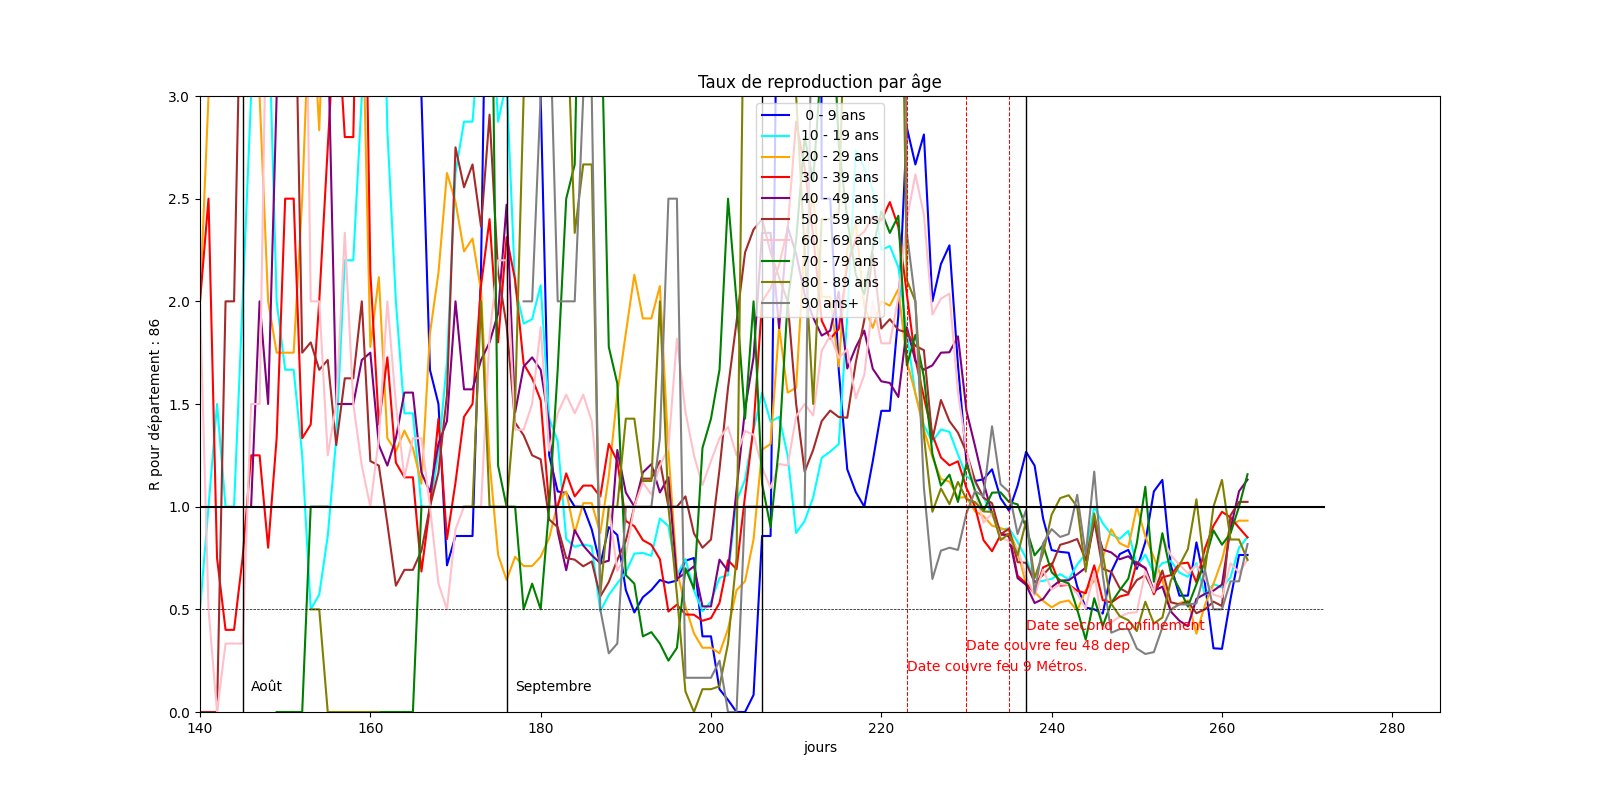 Taux de reproduction par âge
R pour département : 86
3.0
2.5
2.0
1.5
1.0
0.5
0.0
0 - 9 ans
10 - 19 ans
20 - 29 ans
30 - 39 ans
40 - 49 ans
50 - 59 ans
60 - 69 ans
70 - 79 ans
80 - 89 ans
90 ans+
Date second confinement
Date couvre feu 48 dep
Date couvre feu 9 Métros.
Août
Septembre
140
160
180
200
220
240
260
280
jours